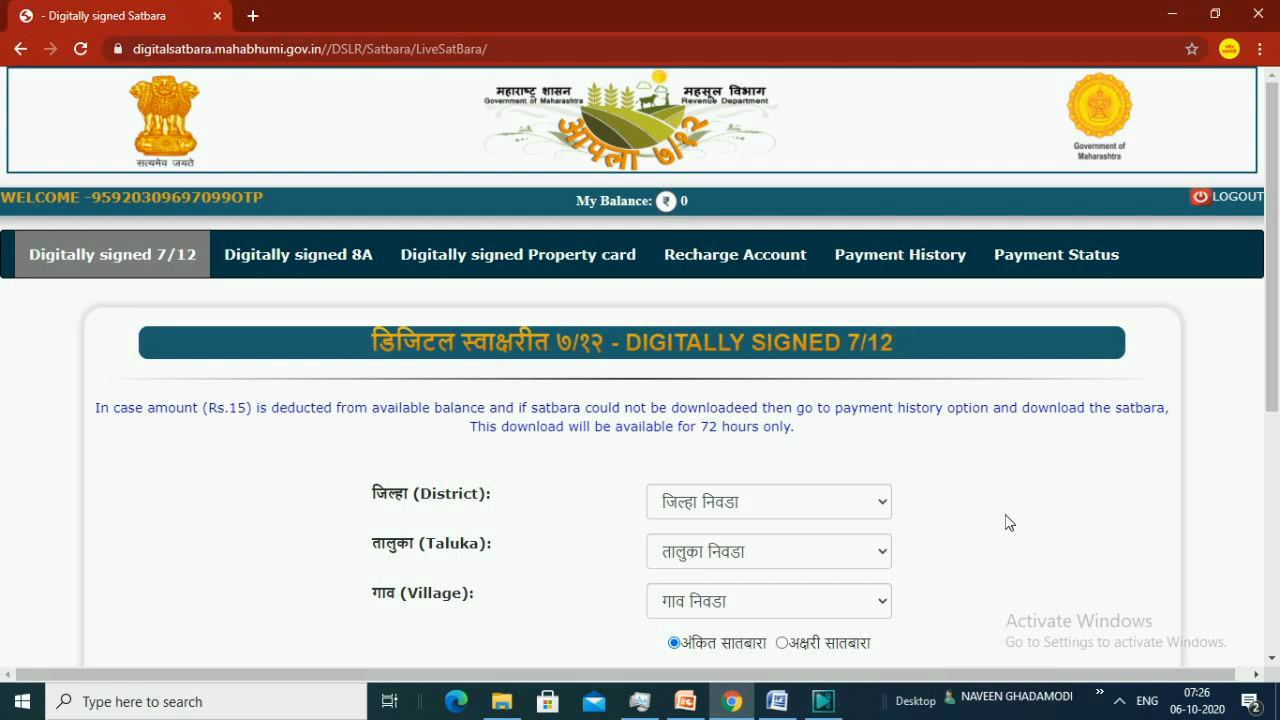 - Digitally signed Satbara
digitalsatbara.mahabhumi.gov.in//DSLR/Satbara/LiveSatBara/
सत्यमेव जयते
महाराष्ट्र शासन
Government of Maharashtra
महसूल विभाग
Revenue Department
आपला ७/१२
Government of
Maharashtra
WELCOME -95920309697099OTP
My Balance: ₹ 0
LOGOUT
Digitally signed 7/12 Digitally signed 8A Digitally signed Property card Recharge Account Payment History Payment Status
डिजिटल स्वाक्षरीत ७/१२ - DIGITALLY SIGNED 7/12
In case amount (Rs.15) is deducted from available balance and if satbara could not be downloadeed then go to payment history option and download the satbara,
This download will be available for 72 hours only.
जिल्हा (District):
जिल्हा निवडा
तालुका (Taluka):
तालुका निवडा
गाव (Village):
गाव निवडा
अंकित सातबारा अक्षरी सातबारा
Activate Windows
Go to Settings to activate Windows.
Type here to search
Desktop
NAVEEN GHADAMODI
ENG
07:26
06-10-2020
2